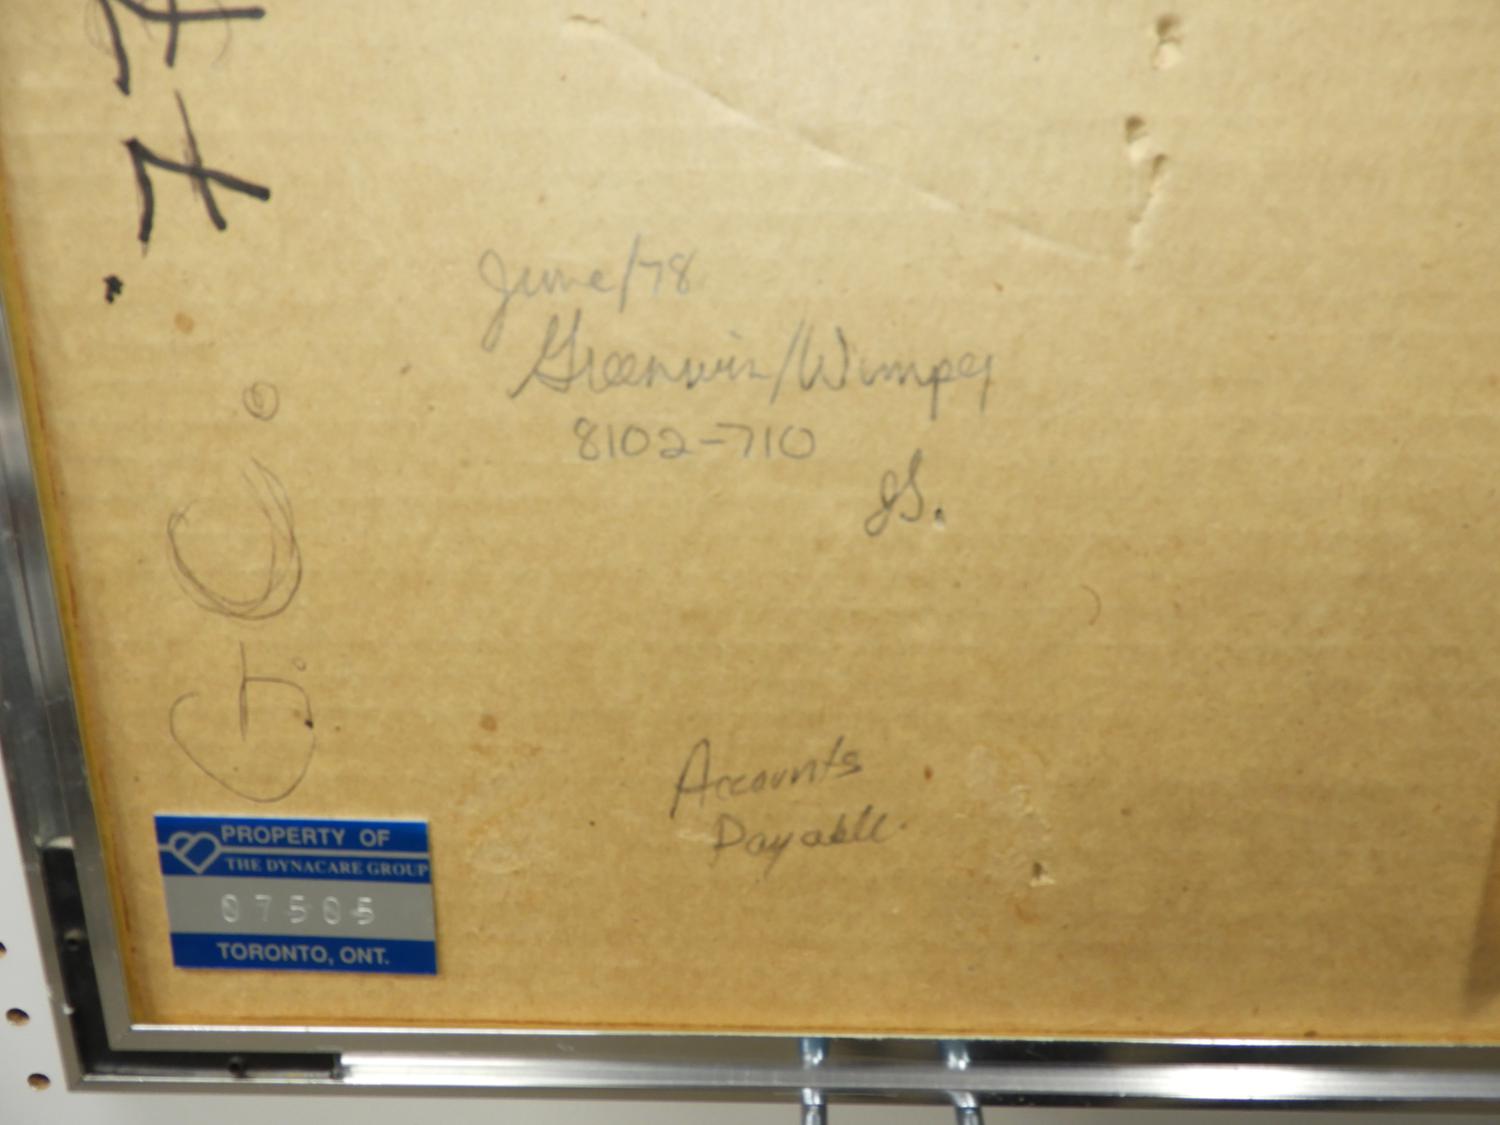 June/78
Greenwin/Wimpey
8102-710
JS.
G.C.
Accounts
Payable.
PROPERTY OF
THE DYNACARE GROUP
07505
TORONTO, ONT.